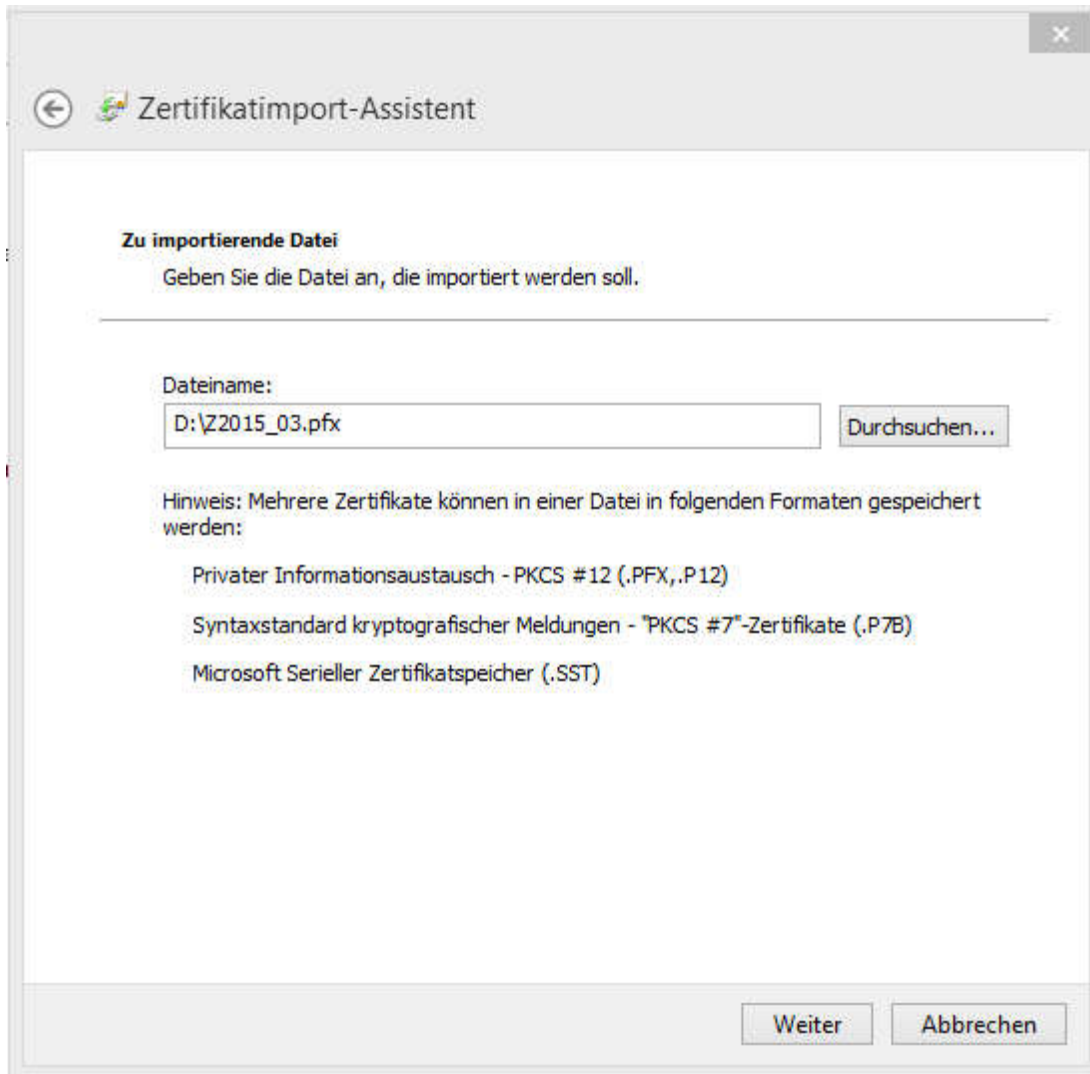 Zertifikatimport-Assistent
Zu importierende Datei
Geben Sie die Datei an, die importiert werden soll.
Dateiname:
D:\Z2015_03.pfx
Durchsuchen...
Hinweis: Mehrere Zertifikate können in einer Datei in folgenden Formaten gespeichert
werden:
Privater Informationsaustausch - PKCS #12 (.PFX,.P12)
Syntaxstandard kryptografischer Meldungen - "PKCS #7"-Zertifikate (.P7B)
Microsoft Serieller Zertifikatspeicher (.SST)
Weiter
Abbrechen